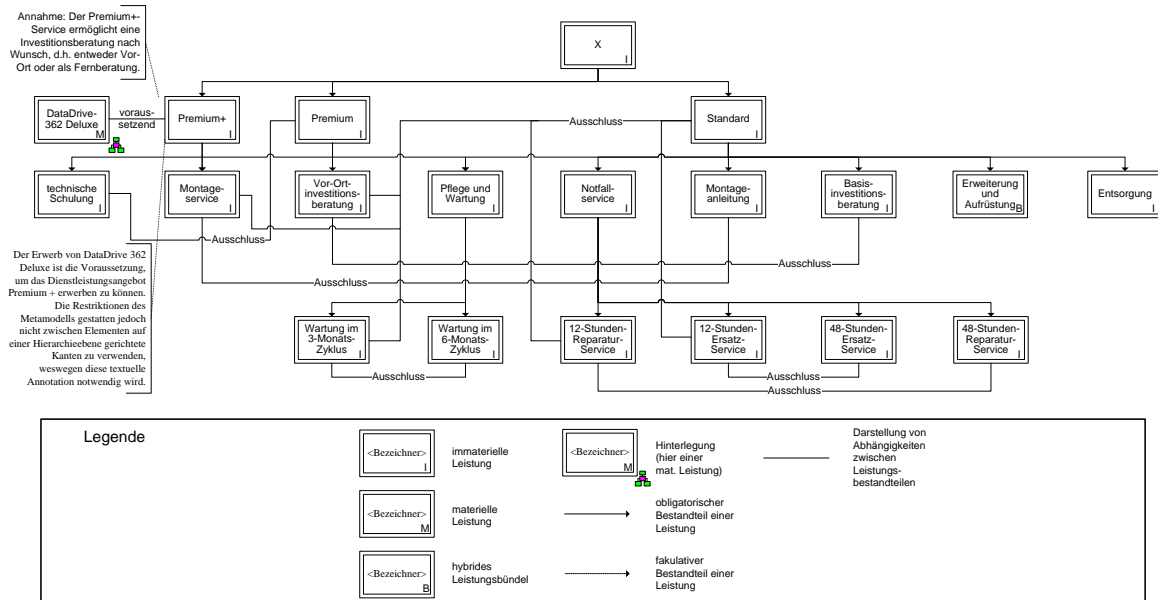 Annahme: Der Premium+-
Service ermöglicht eine
Investitionsberatung nach
Wunsch, d.h. entweder Vor-
Ort oder als Fernberatung.
X
I
DataDrive-
362 Deluxe
M
voraus-
setzend
Premium+
I
Premium
I
Ausschluss
Standard
I
technische
Schulung
I
Montage-
service
I
Vor-Ort-
investitions-
beratung
I
Pflege und
Wartung
I
Notfall-
service
I
Montage-
anleitung
I
Basis-
investitions-
beratung
I
Erweiterung
und
Aufrüstung
B
Entsorgung
I
Ausschluss
Ausschluss
Ausschluss
Der Erwerb von DataDrive 362
Deluxe ist die Voraussetzung,
um das Dienstleistungsangebot
Premium + erwerben zu können.
Die Restriktionen des
Metamodells gestatten jedoch
nicht zwischen Elementen auf
einer Hierarchieebene gerichtete
Kanten zu verwenden,
weswegen diese textuelle
Annotation notwendig wird.
Wartung im
3-Monats-
Zyklus
I
Wartung im
6-Monats-
Zyklus
I
12-Stunden-
Reparatur-
Service
I
12-Stunden-
Ersatz-
Service
I
48-Stunden-
Ersatz-
Service
I
48-Stunden-
Reparatur-
Service
I
Ausschluss
Ausschluss
Ausschluss
Legende
<Bezeichner>
I
immaterielle
Leistung
<Bezeichner>
M
materielle
Leistung
<Bezeichner>
B
hybrides
Leistungsbündel
<Bezeichner>
M
Hinterlegung
(hier einer
mat. Leistung)
obligatorischer
Bestandteil einer
Leistung
fakulativer
Bestandteil einer
Leistung
Darstellung von
Abhängigkeiten
zwischen
Leistungs-
bestandteilen